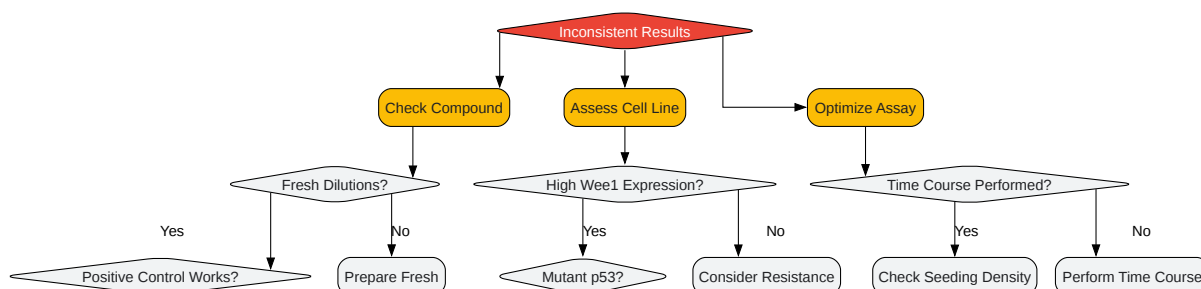 Inconsistent Results
Check Compound
Assess Cell Line
Optimize Assay
Fresh Dilutions?
High Wee1 Expression?
Time Course Performed?
Yes
No
Yes
No
Yes
No
Positive Control Works?
Prepare Fresh
Mutant p53?
Consider Resistance
Check Seeding Density
Perform Time Course